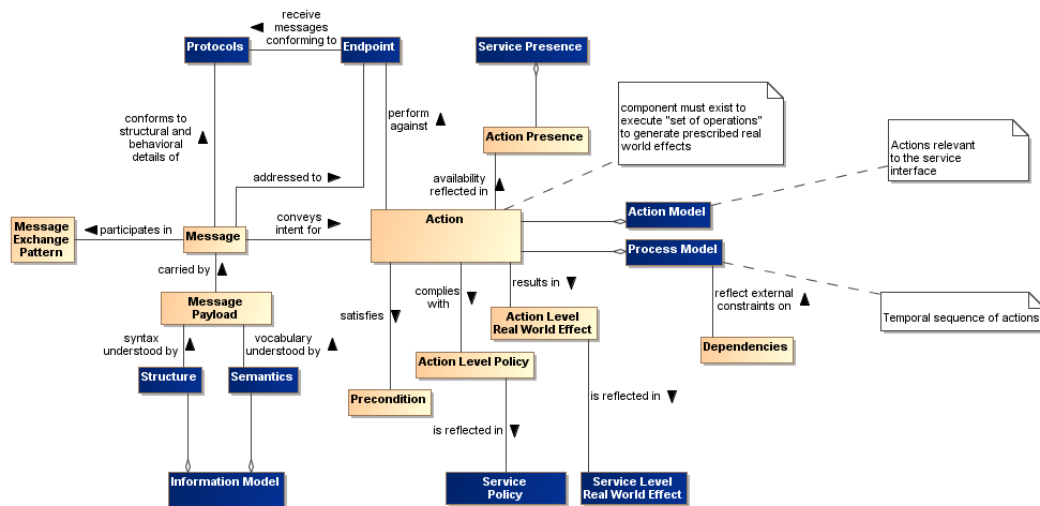 receive
messages
conforming to
Protocols
Endpoint
Service Presence
component must exist to
execute "set of operations"
to generate prescribed real
world effects
conforms to
structural and
behavioral
details of
perform
against
Action Presence
Actions relevant
to the service
interface
addressed to
availability
reflected in
Action
Action Model
Message
Exchange
Pattern
participates in
Message
conveys
intent for
Process Model
carried by
results in
complies
with
reflect external
constraints on
Message
Payload
satisfies
Action Level
Real World Effect
Temporal sequence of actions
syntax
understood by
vocabulary
understood by
Dependencies
Action Level Policy
Structure
Semantics
Precondition
is reflected in
is reflected in
Information Model
Service
Policy
Service Level
Real World Effect